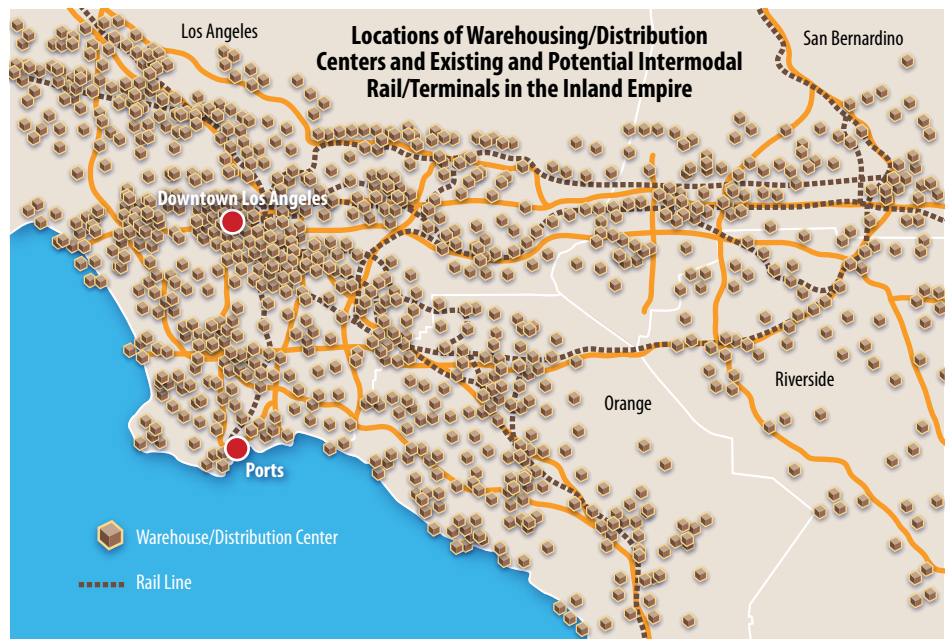 Los Angeles
Locations of Warehousing/Distribution
Centers and Existing and Potential Intermodal
Rail/Terminals in the Inland Empire
San Bernardino
Downtown Los Angeles
Riverside
Orange
Ports
Warehouse/Distribution Center
Rail Line